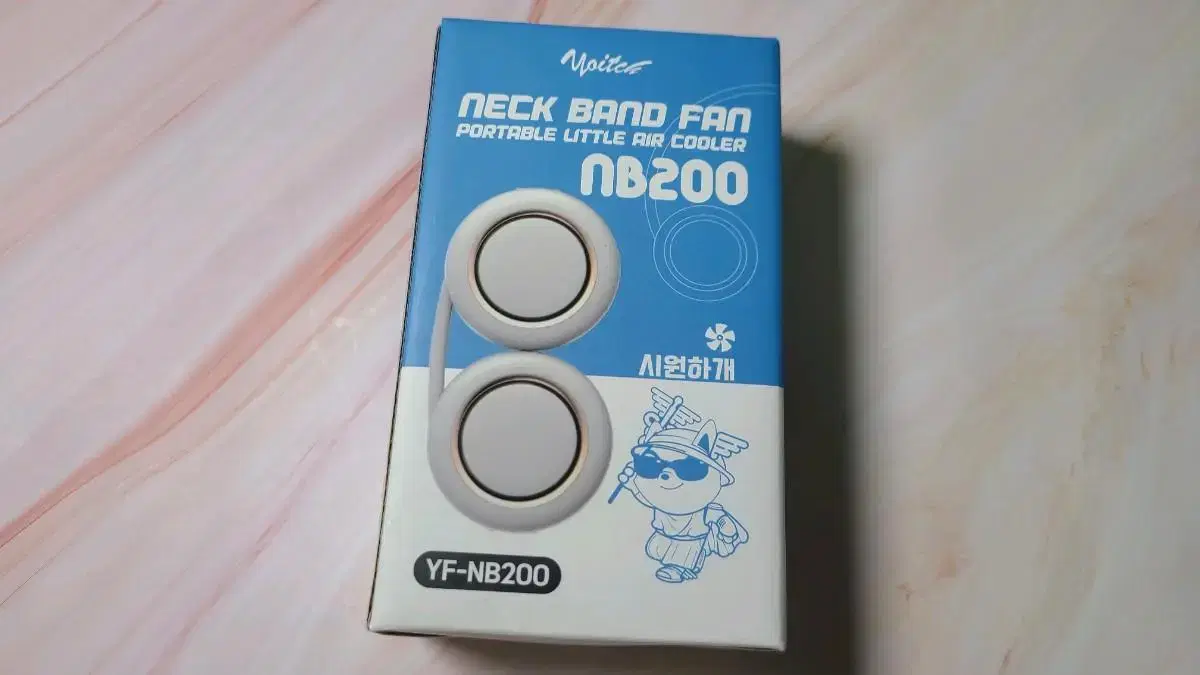 Yoitch
NECK BAND FAN
PORTABLE LITTLE AIR COOLER
NB200
시원하개
YF-NB200